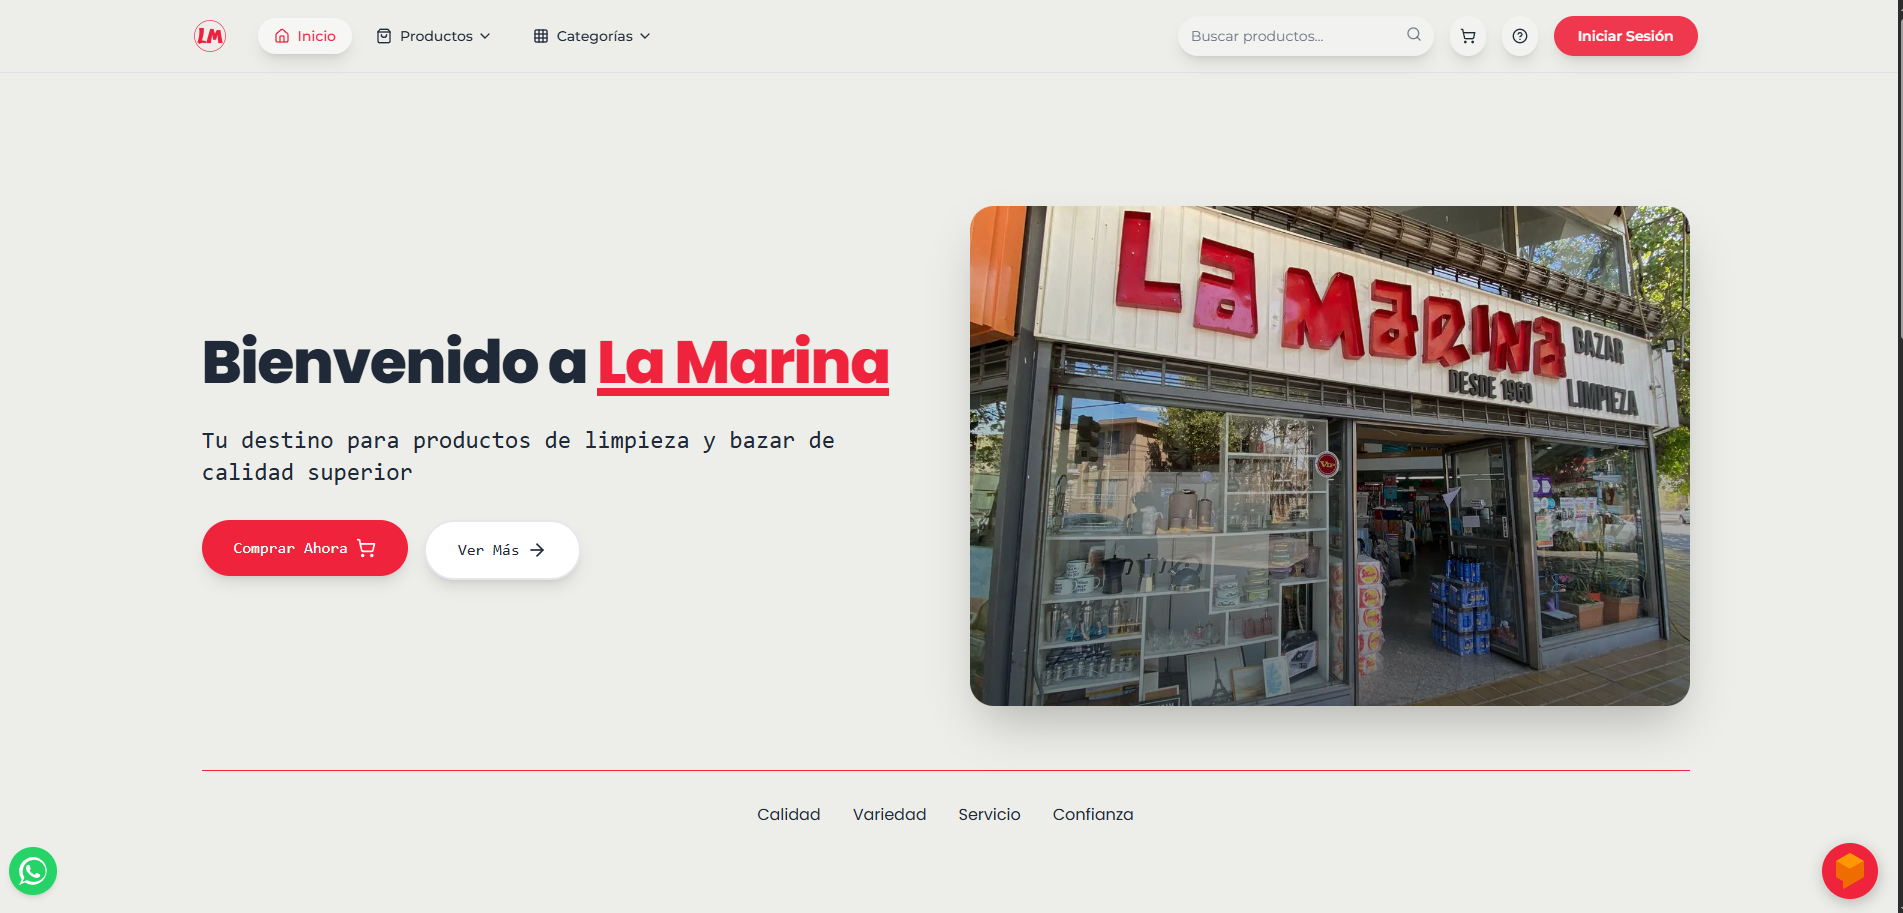 LM
Inicio
Productos
Categorías
Buscar productos...
Iniciar Sesión
Bienvenido a La Marina
Tu destino para productos de limpieza y bazar de
calidad superior
Comprar Ahora
Ver Más
La MaRINa
BAZAR
DESDE 1960
LIMPIEZA
Calidad
Variedad
Servicio
Confianza